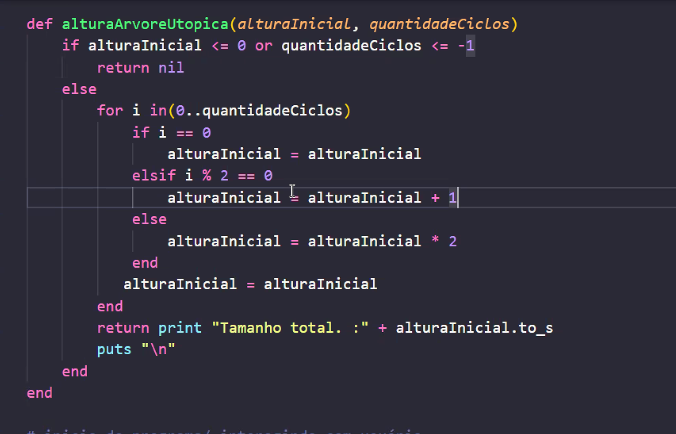 def alturaArvoreUtopica(alturaInicial, quantidadeCiclos)
if alturaInicial <= 0 or quantidadeCiclos <= -1
return nil
else
for i in(0..quantidadeCiclos)
if i == 0
alturaInicial = alturaInicial
elsif i % 2 == 0
alturaInicial = alturaInicial + 1
else
alturaInicial = alturaInicial * 2
end
alturaInicial = alturaInicial
end
return print "Tamanho total. :" + alturaInicial.to_s
puts "\n"
end
end